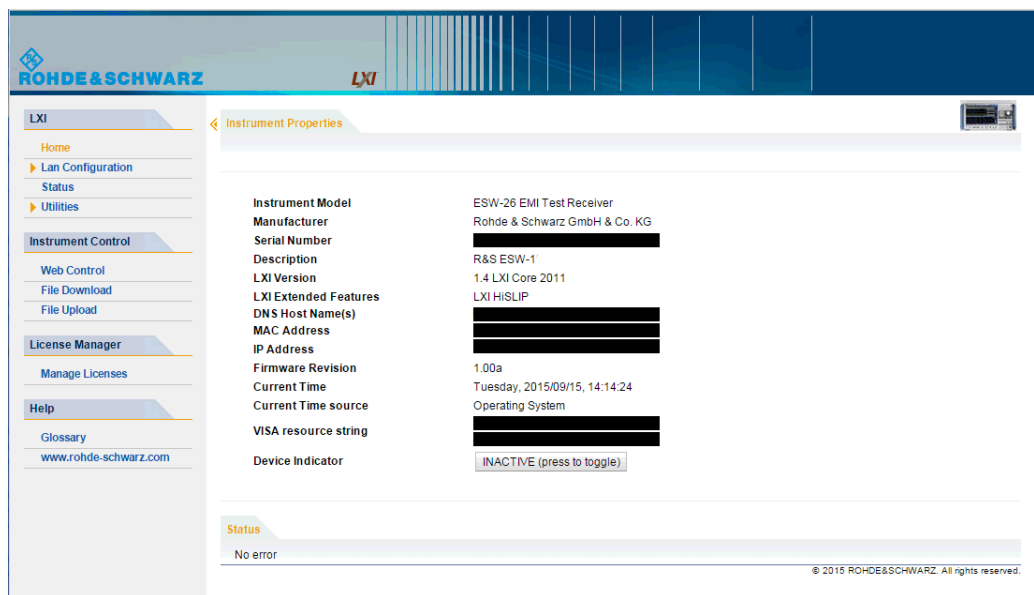 ROHDE&SCHWARZ
LXI
LXI
Home
Lan Configuration
Status
Utilities
Instrument Control
Web Control
File Download
File Upload
License Manager
Manage Licenses
Help
Glossary
www.rohde-schwarz.com
Instrument Properties
Instrument Model ESW-26 EMI Test Receiver
Manufacturer Rohde & Schwarz GmbH & Co. KG
Serial Number
Description R&S ESW-1
LXI Version 1.4 LXI Core 2011
LXI Extended Features LXI HiSLIP
DNS Host Name(s)
MAC Address
IP Address
Firmware Revision 1.00a
Current Time Tuesday, 2015/09/15, 14:14:24
Current Time source Operating System
VISA resource string
Device Indicator INACTIVE (press to toggle)
Status
No error
© 2015 ROHDE&SCHWARZ. All rights reserved.